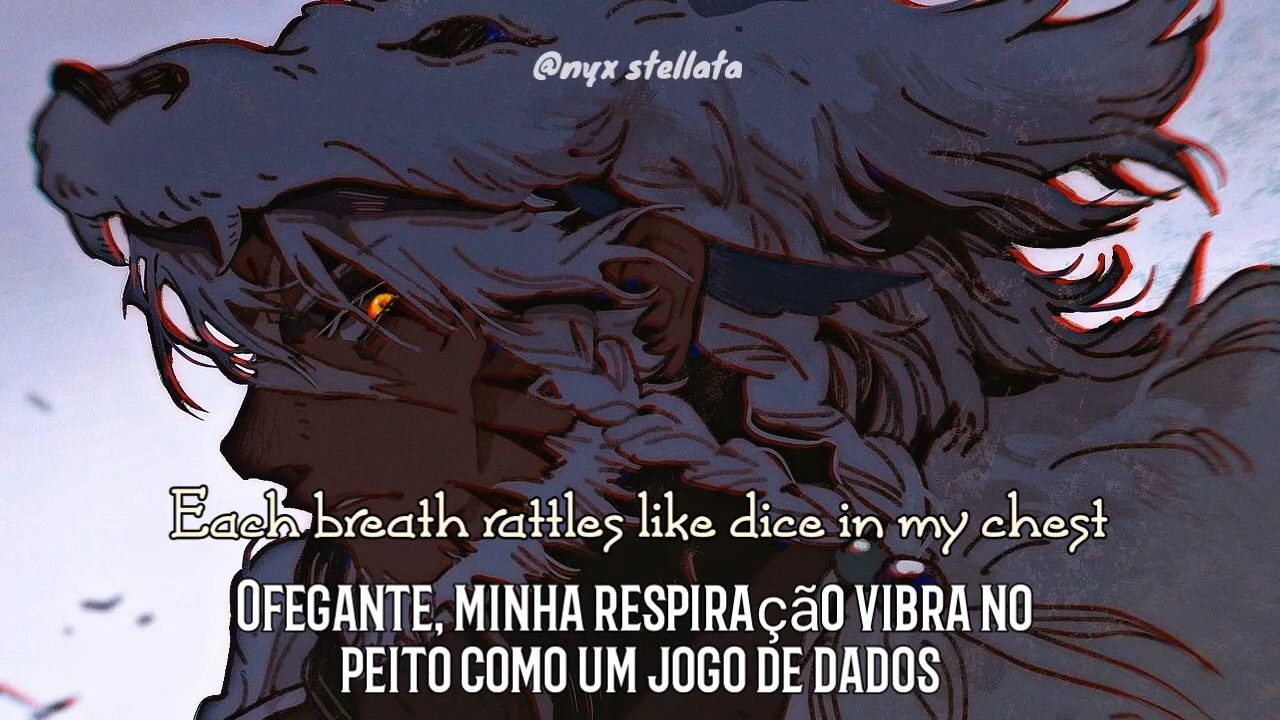 @nyx stellata
Each breath rattles like dice in my chest
Ofegante, minha respiração vibra no
peito como um jogo de dados